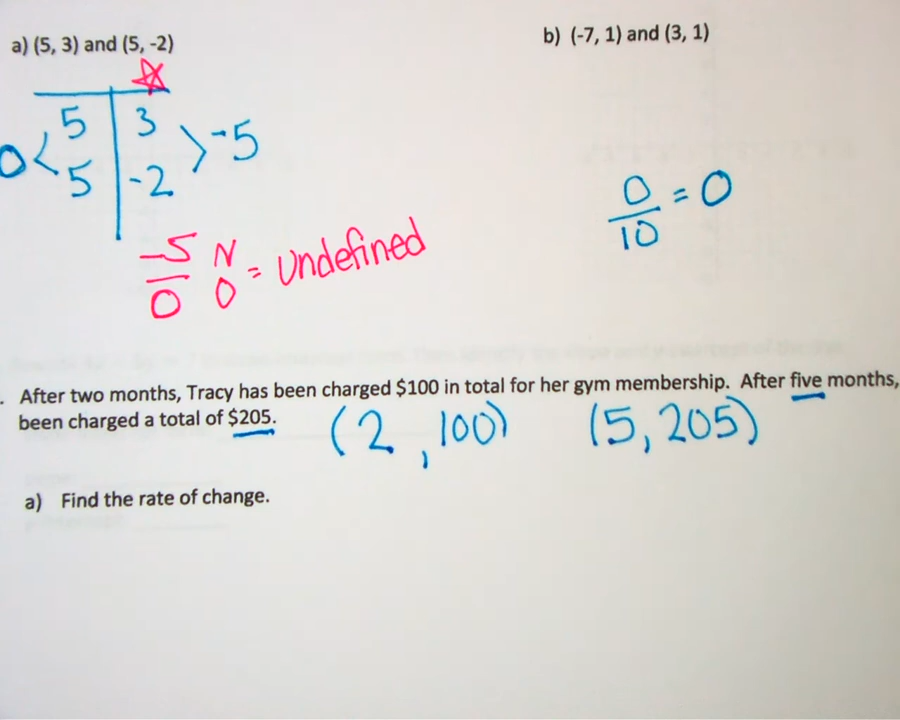 a) (5, 3) and (5, -2)
b) (-7, 1) and (3, 1)
5 3
0 < > -5
5 -2
0/10 = 0
-5/0 N/0 = Undefined
. After two months, Tracy has been charged $100 in total for her gym membership. After five months,
been charged a total of $205.
(2, 100) (5, 205)
a) Find the rate of change.